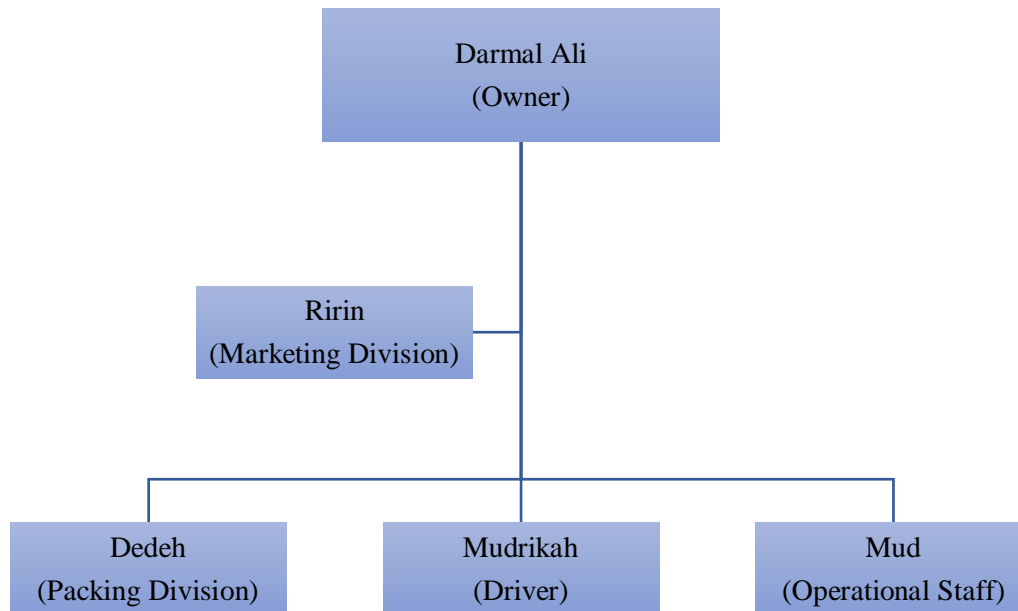 Darmal Ali
(Owner)
Ririn
(Marketing Division)
Dedeh
(Packing Division)
Mudrikah
(Driver)
Mud
(Operational Staff)